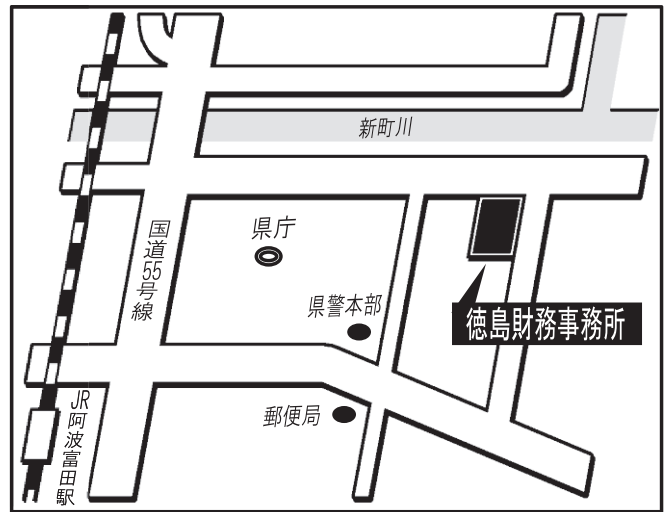 新町川
国道55号線
県庁
県警本部
徳島財務事務所
郵便局
JR阿波富田駅